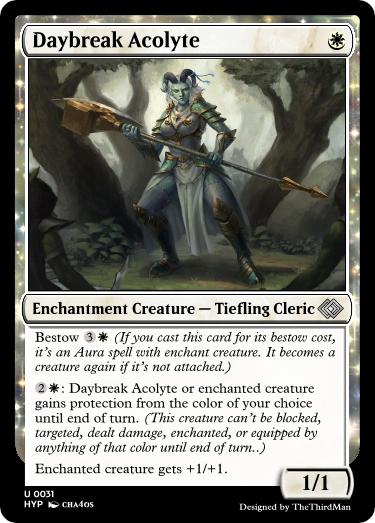 Daybreak Acolyte
Enchantment Creature — Tiefling Cleric
Bestow 3 (If you cast this card for its bestow cost,
it's an Aura spell with enchant creature. It becomes a
creature again if it's not attached.)
2: Daybreak Acolyte or enchanted creature
gains protection from the color of your choice
until end of turn. (This creature can't be blocked,
targeted, dealt damage, enchanted, or equipped by
anything of that color until end of turn..)
Enchanted creature gets +1/+1.
1/1
U 0031
HYP CHA4OS
Designed by TheThirdMan